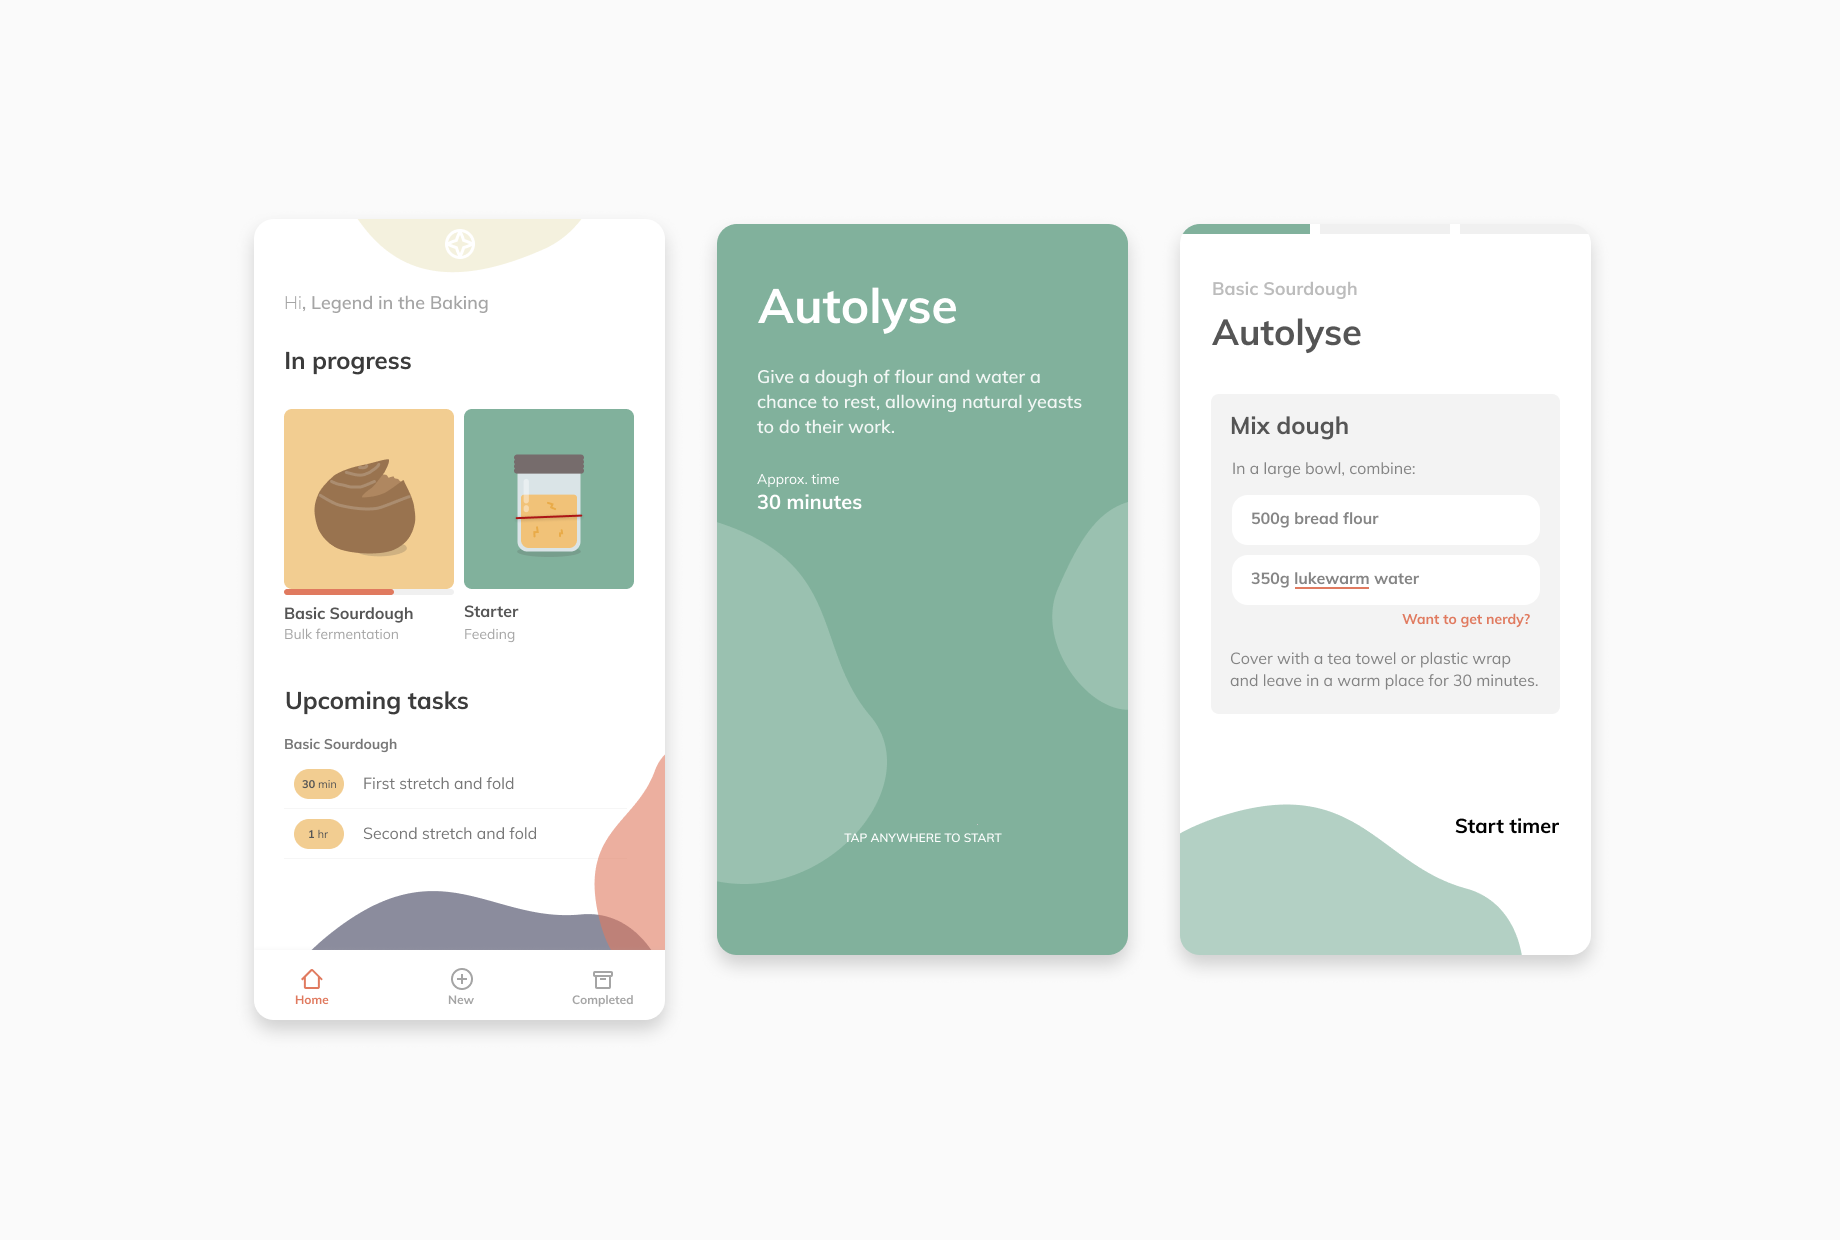 Hi, Legend in the Baking
In progress
Basic Sourdough
Bulk fermentation
Starter
Feeding
Upcoming tasks
Basic Sourdough
30 min First stretch and fold
1 hr Second stretch and fold
Home
New
Completed
Autolyse
Give a dough of flour and water a
chance to rest, allowing natural yeasts
to do their work.
Approx. time
30 minutes
TAP ANYWHERE TO START
Basic Sourdough
Autolyse
Mix dough
In a large bowl, combine:
500g bread flour
350g lukewarm water
Want to get nerdy?
Cover with a tea towel or plastic wrap
and leave in a warm place for 30 minutes.
Start timer